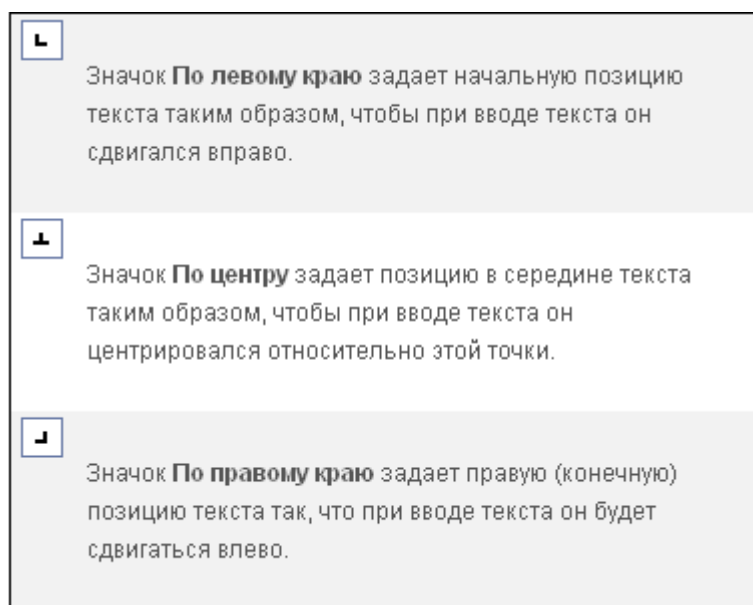 Значок По левому краю задает начальную позицию
текста таким образом, чтобы при вводе текста он
сдвигался вправо.
Значок По центру задает позицию в середине текста
таким образом, чтобы при вводе текста он
центрировался относительно этой точки.
Значок По правому краю задает правую (конечную)
позицию текста так, что при вводе текста он будет
сдвигаться влево.